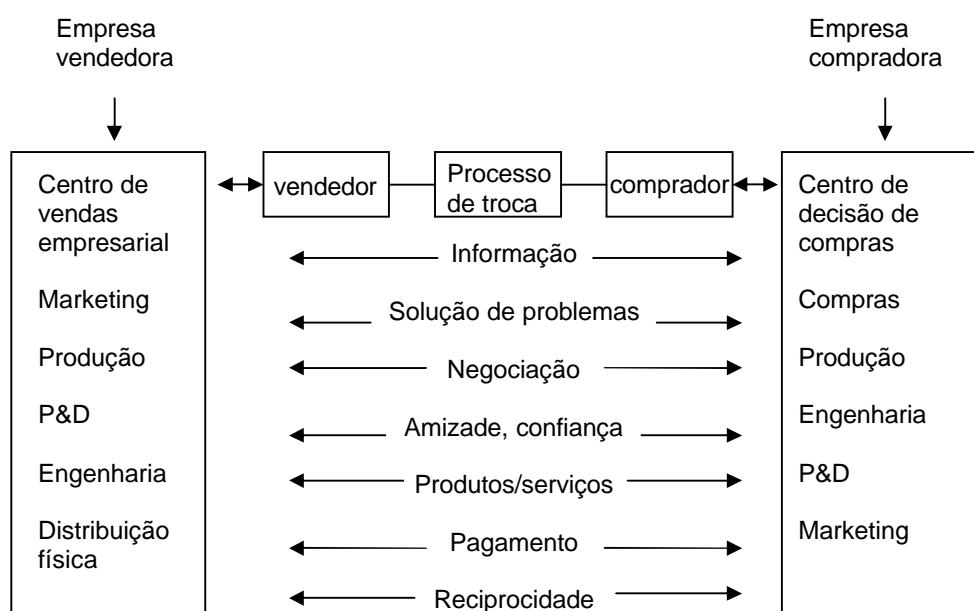 Empresa
vendedora
Empresa
compradora
Centro de
vendas
empresarial
Marketing
Produção
P&D
Engenharia
Distribuição
física
vendedor
Processo
de troca
comprador
Informação
Solução de problemas
Negociação
Amizade, confiança
Produtos/serviços
Pagamento
Reciprocidade
Centro de
decisão de
compras
Compras
Produção
Engenharia
P&D
Marketing